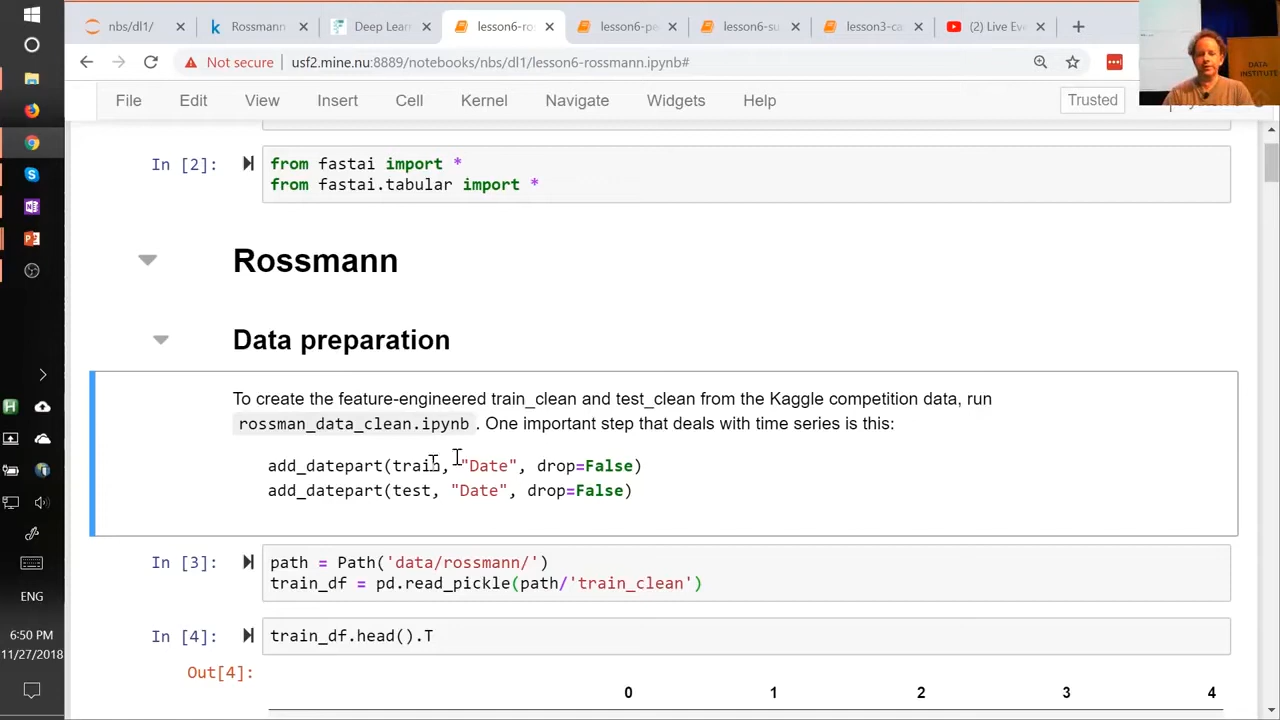 nbs/dl1/
Rossmann
Deep Learn
lesson6-ro
lesson6-pe
lesson6-su
lesson3-ca
(2) Live Eve
Not secure
usf2.mine.nu:8889/notebooks/nbs/dl1/lesson6-rossmann.ipynb#
DATA
INSTITUTE
File Edit View Insert Cell Kernel Navigate Widgets Help
Trusted
In [2]:
from fastai import *
from fastai.tabular import *
Rossmann
Data preparation
To create the feature-engineered train_clean and test_clean from the Kaggle competition data, run
rossman_data_clean.ipynb . One important step that deals with time series is this:
add_datepart(train, "Date", drop=False)
add_datepart(test, "Date", drop=False)
In [3]:
path = Path('data/rossmann/')
train_df = pd.read_pickle(path/'train_clean')
In [4]:
train_df.head().T
Out[4]:
0 1 2 3 4
ENG
6:50 PM
11/27/2018